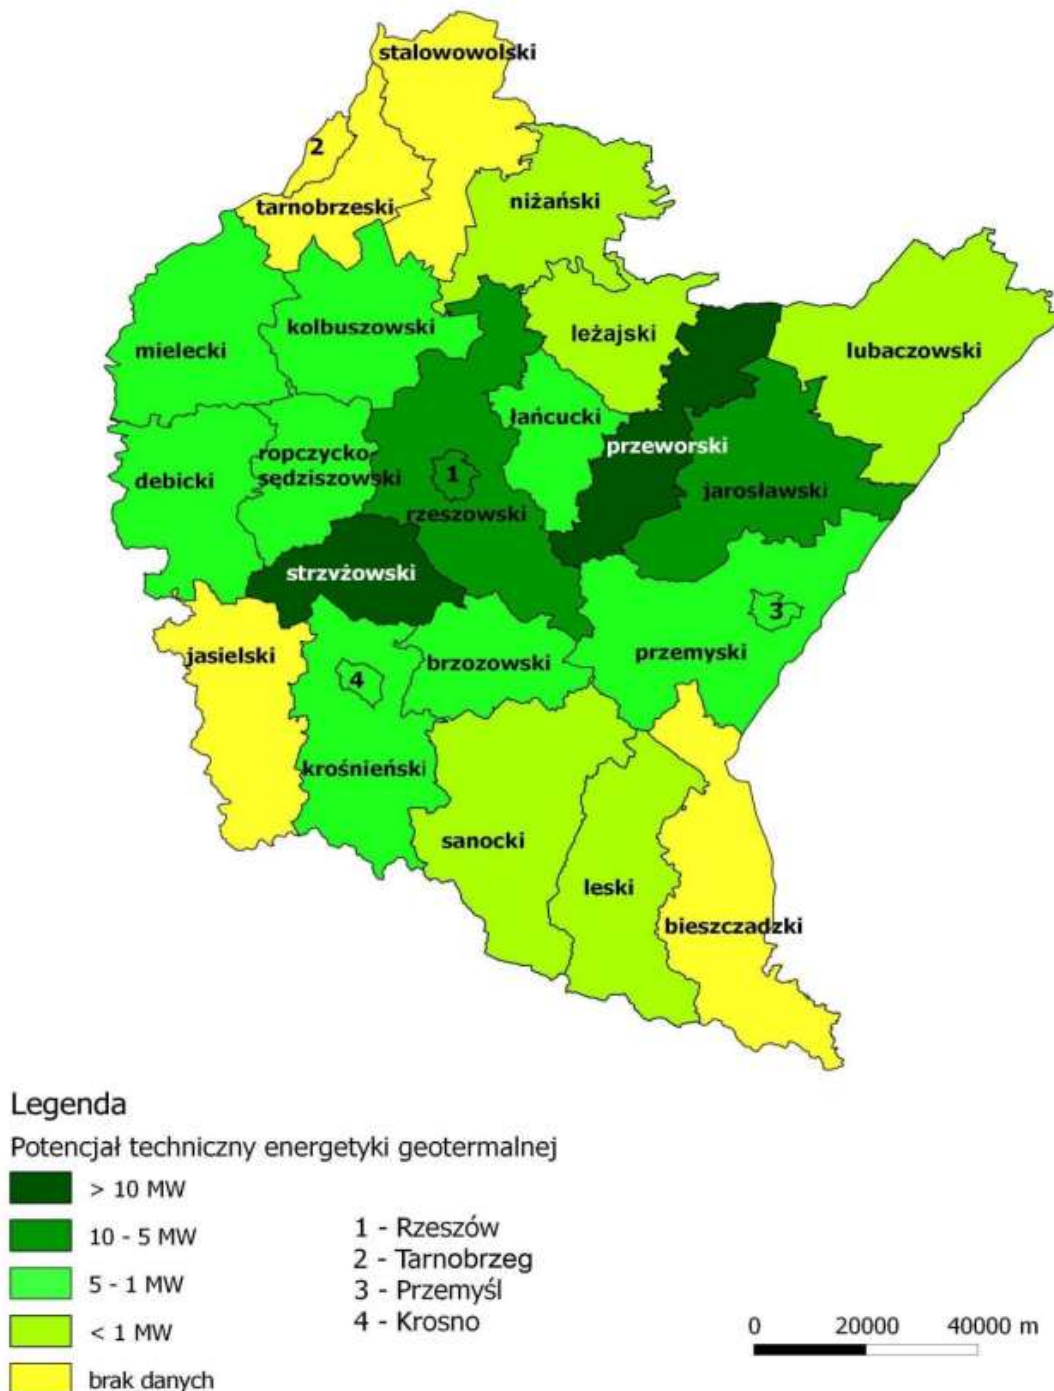 stalowowolski
2
tarnobrzeski
niżański
kolbuszowski
leżajski
mielecki
lubaczowski
łańcucki
ropczycko-
sędziszowski
przeworski
debicki
1
jarosławski
rzeszowski
strzyżowski
3
jasielski
brzozowski
przemyski
4
krośnieński
sanocki
leski
bieszczadzki
Legenda
Potencjał techniczny energetyki geotermalnej
> 10 MW
10 - 5 MW
5 - 1 MW
< 1 MW
brak danych
1 - Rzeszów
2 - Tarnobrzeg
3 - Przemyśl
4 - Krosno
0 20000 40000 m